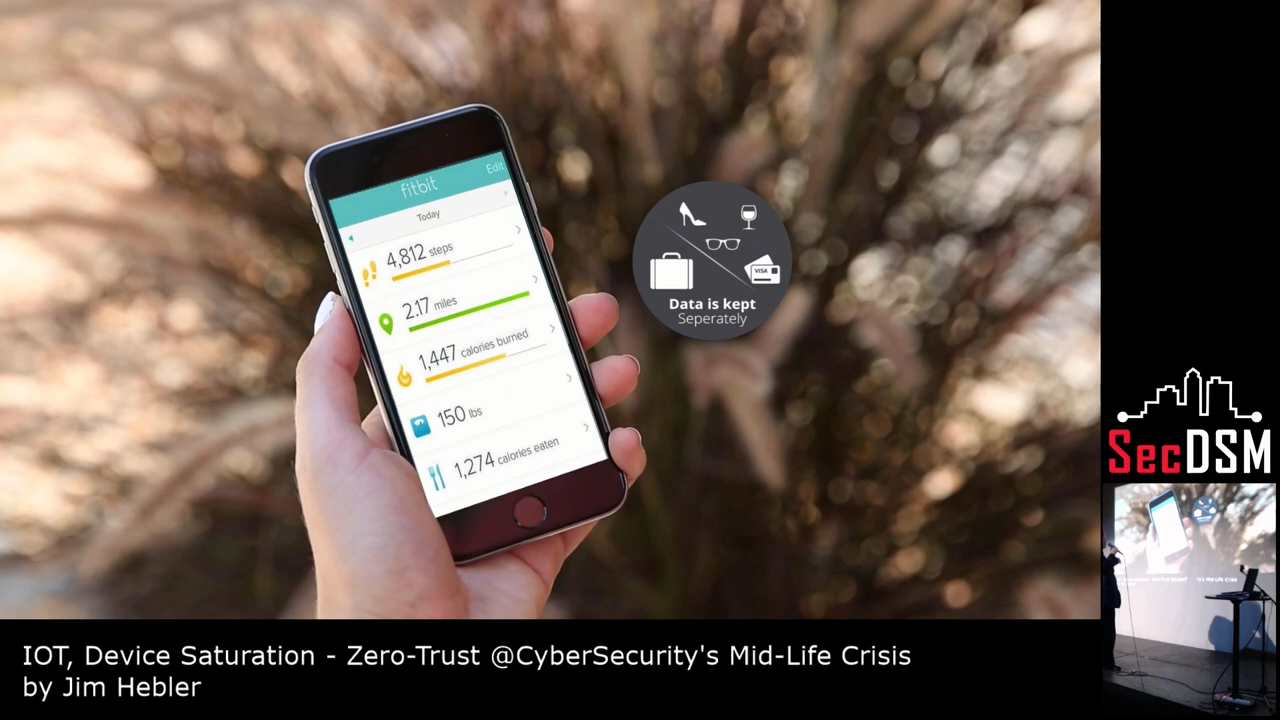 fitbit
Edit
Today
4,812 steps
2.17 miles
1,447 calories burned
150 lbs
1,274 calories eaten
VISA
Data is kept
Seperately
SecDSM
IOT, Device Saturation - Zero-Trust @CyberSecurity's Mid-Life Crisis
by Jim Hebler